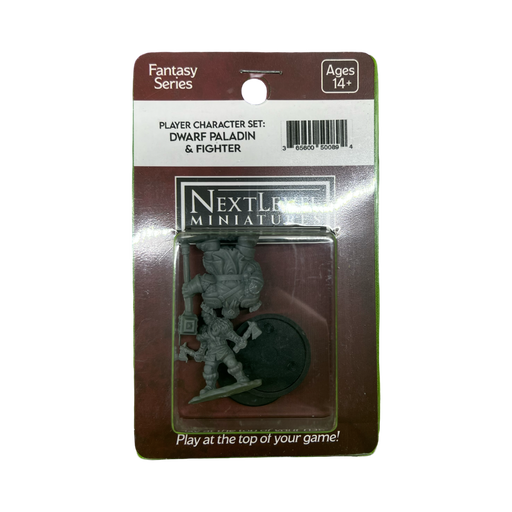 Fantasy
Series
Ages
14+
PLAYER CHARACTER SET:
DWARF PALADIN
& FIGHTER
3 65600 50089 4
NEXTLEVEL
MINIATURES
Play at the top of your game!